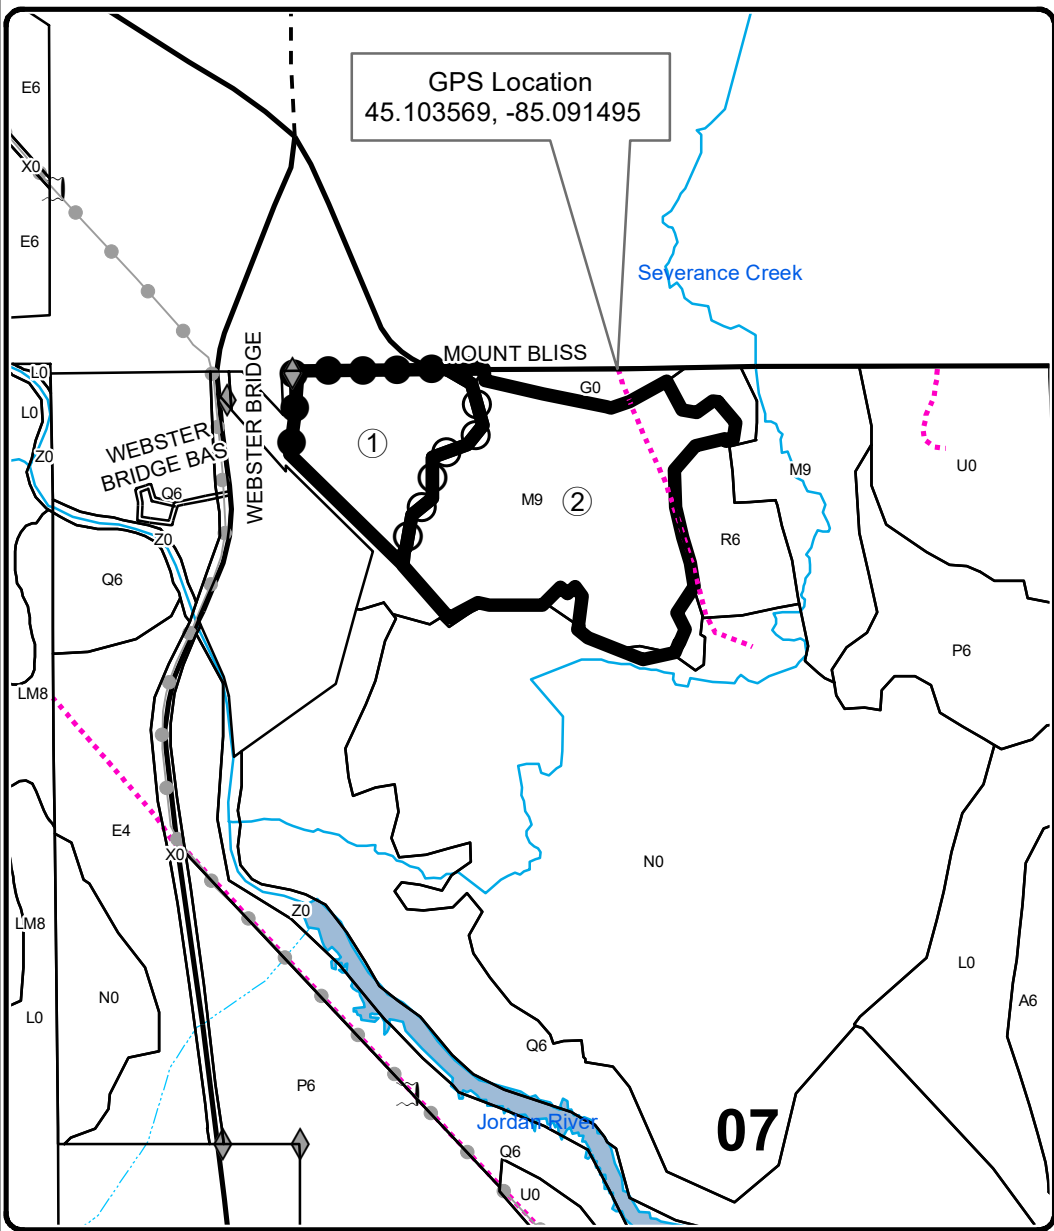 GPS Location
45.103569, -85.091495
E6
X0
E6
Severance Creek
MOUNT BLISS
WEBSTER BRIDGE
L0
G0
L0
WEBSTER
BRIDGE BAS
1
Z0
M9
U0
Q6
M9
2
Z0
R6
Q6
P6
LM8
E4
X0
N0
Z0
LM8
L0
N0
A6
L0
Q6
P6
07
Jordan River
Q6
U0